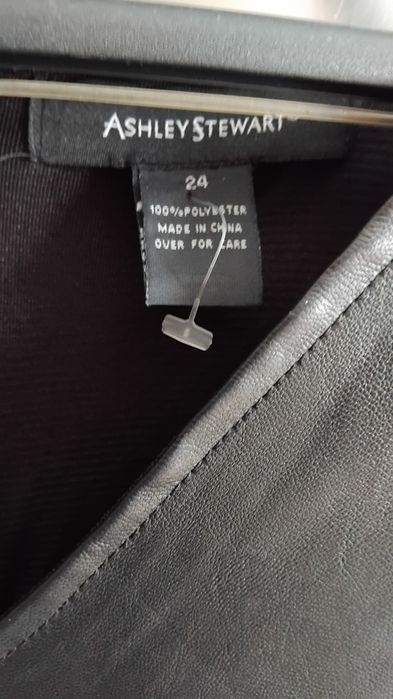 ASHLEY STEWART
24
100% POLYESTER
MADE IN CHINA
OVER FOR CARE